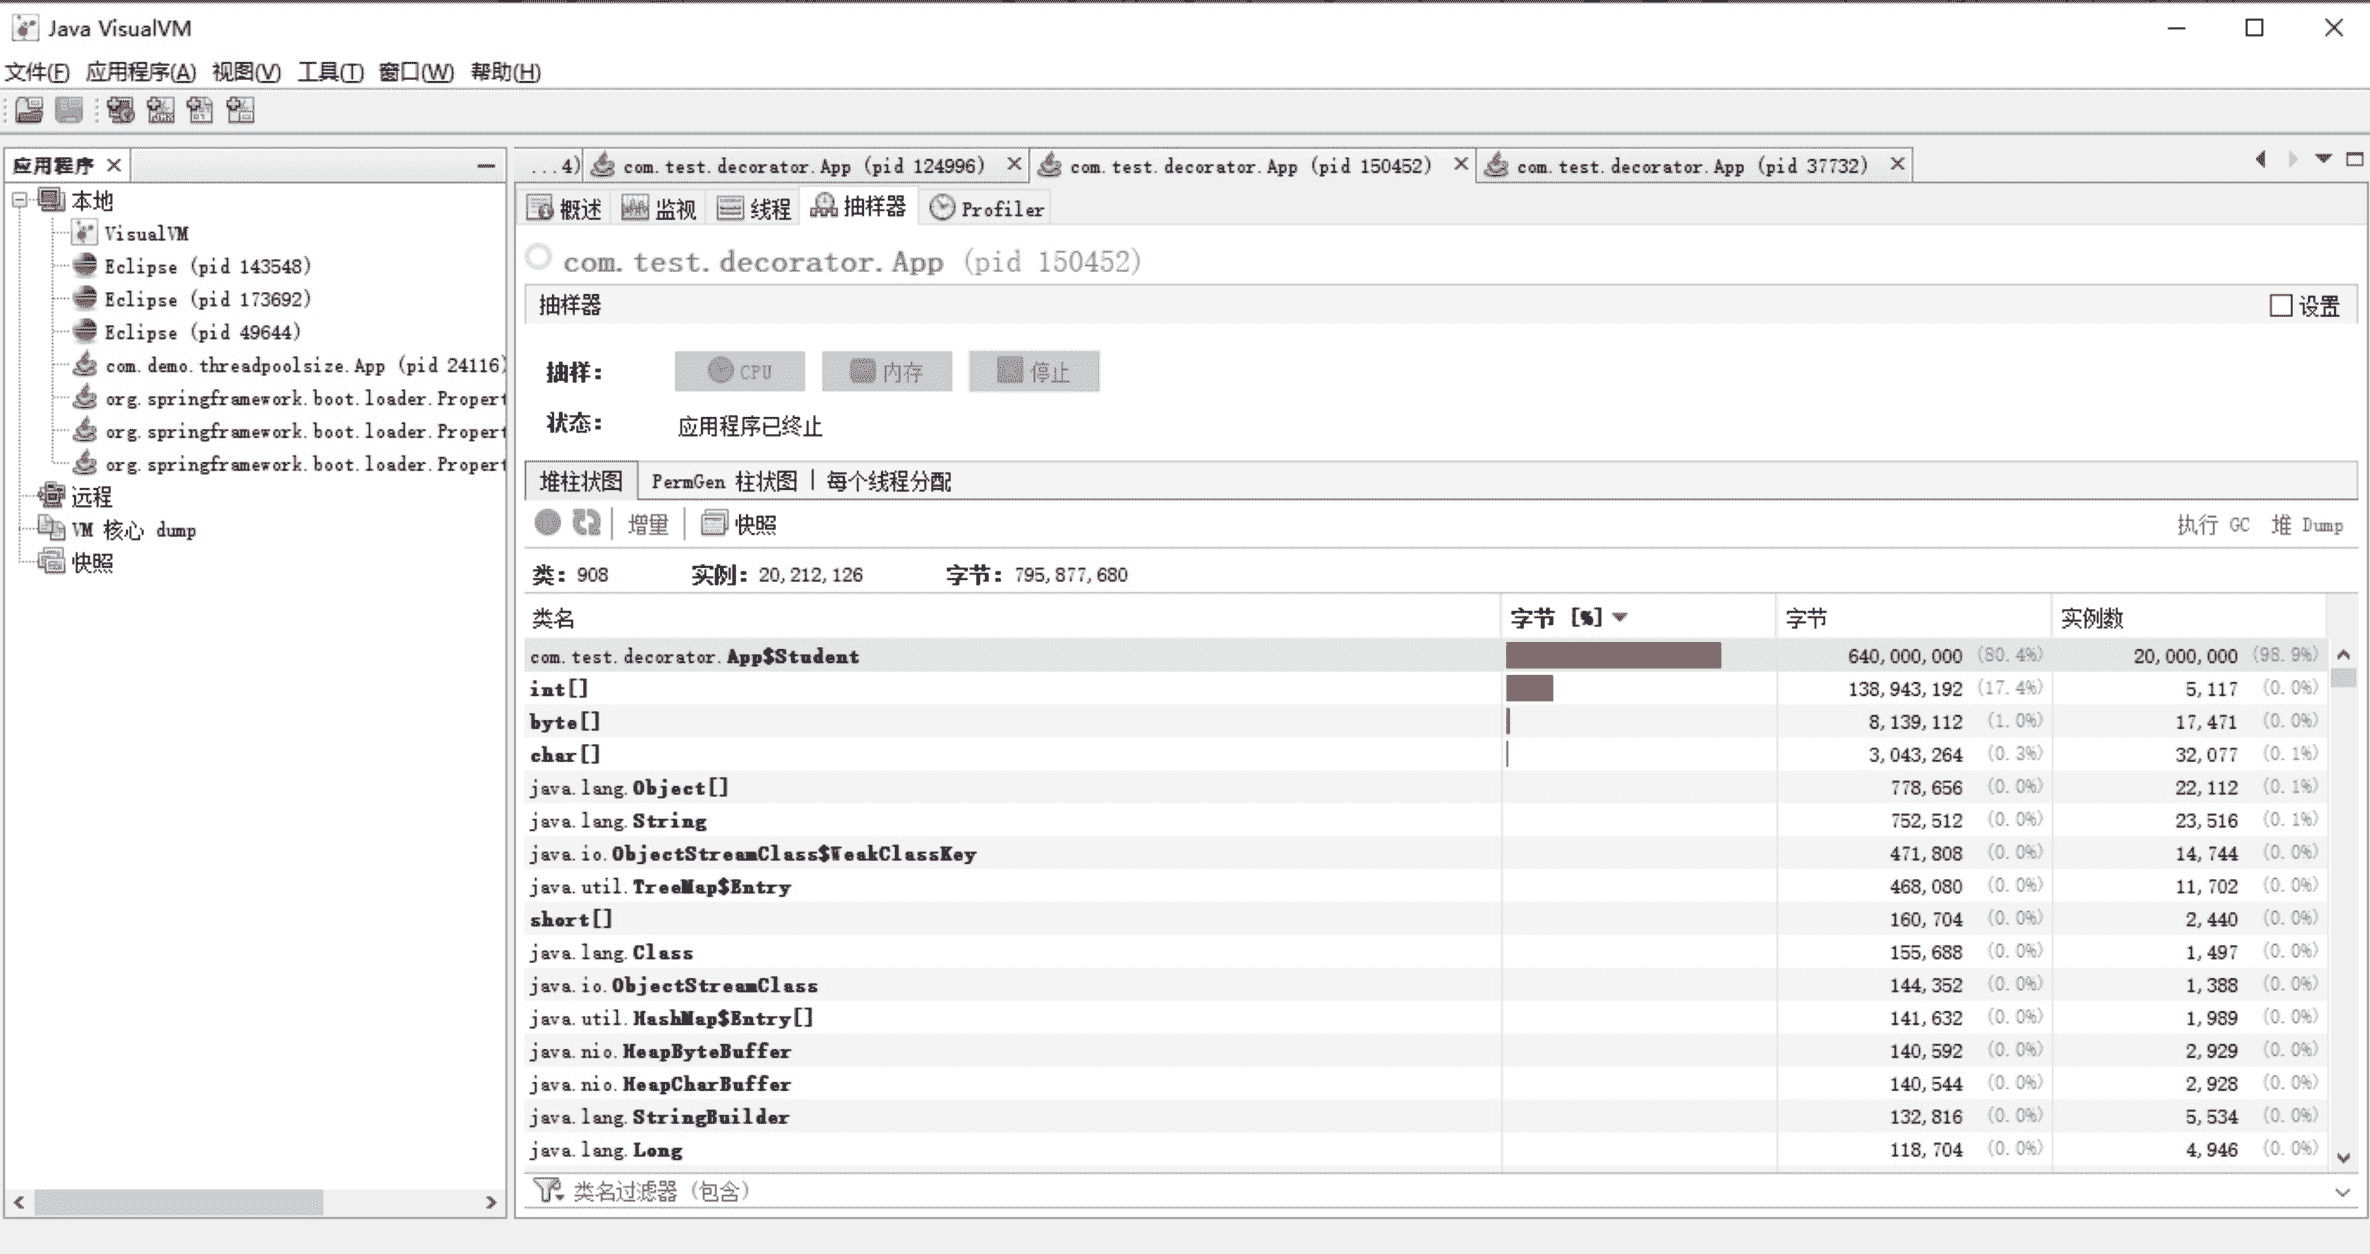 Java VisualVM
文件(F) 应用程序(A) 视图(V) 工具(T) 窗口(W) 帮助(H)
应用程序
本地
VisualVM
Eclipse (pid 143548)
Eclipse (pid 173692)
Eclipse (pid 49644)
com.demo.threadpoolsize.App (pid 24116)
org.springframework.boot.loader.Propert
org.springframework.boot.loader.Propert
org.springframework.boot.loader.Propert
远程
VM 核心 dump
快照
...4) com.test.decorator.App (pid 124996) com.test.decorator.App (pid 150452) com.test.decorator.App (pid 37732)
概述 监视 线程 抽样器 Profiler
com.test.decorator.App (pid 150452)
抽样器 设置
抽样: CPU 内存 停止
状态: 应用程序已终止
堆柱状图 PermGen 柱状图 | 每个线程分配
增量 快照 执行 GC 堆 Dump
类: 908 实例: 20,212,126 字节: 795,877,680
类名 字节 [%] 字节 实例数
com.test.decorator.App$Student 640,000,000 (80.4%) 20,000,000 (98.9%)
int[] 138,943,192 (17.4%) 5,117 (0.0%)
byte[] 8,139,112 (1.0%) 17,471 (0.0%)
char[] 3,043,264 (0.3%) 32,077 (0.1%)
java.lang.Object[] 778,656 (0.0%) 22,112 (0.1%)
java.lang.String 752,512 (0.0%) 23,516 (0.1%)
java.io.ObjectStreamClass$WeakClassKey 471,808 (0.0%) 14,744 (0.0%)
java.util.TreeMap$Entry 468,080 (0.0%) 11,702 (0.0%)
short[] 160,704 (0.0%) 2,440 (0.0%)
java.lang.Class 155,688 (0.0%) 1,497 (0.0%)
java.io.ObjectStreamClass 144,352 (0.0%) 1,388 (0.0%)
java.util.HashMap$Entry[] 141,632 (0.0%) 1,989 (0.0%)
java.nio.HeapByteBuffer 140,592 (0.0%) 2,929 (0.0%)
java.nio.HeapCharBuffer 140,544 (0.0%) 2,928 (0.0%)
java.lang.StringBuilder 132,816 (0.0%) 5,534 (0.0%)
java.lang.Long 118,704 (0.0%) 4,946 (0.0%)
类名过滤器 (包含)